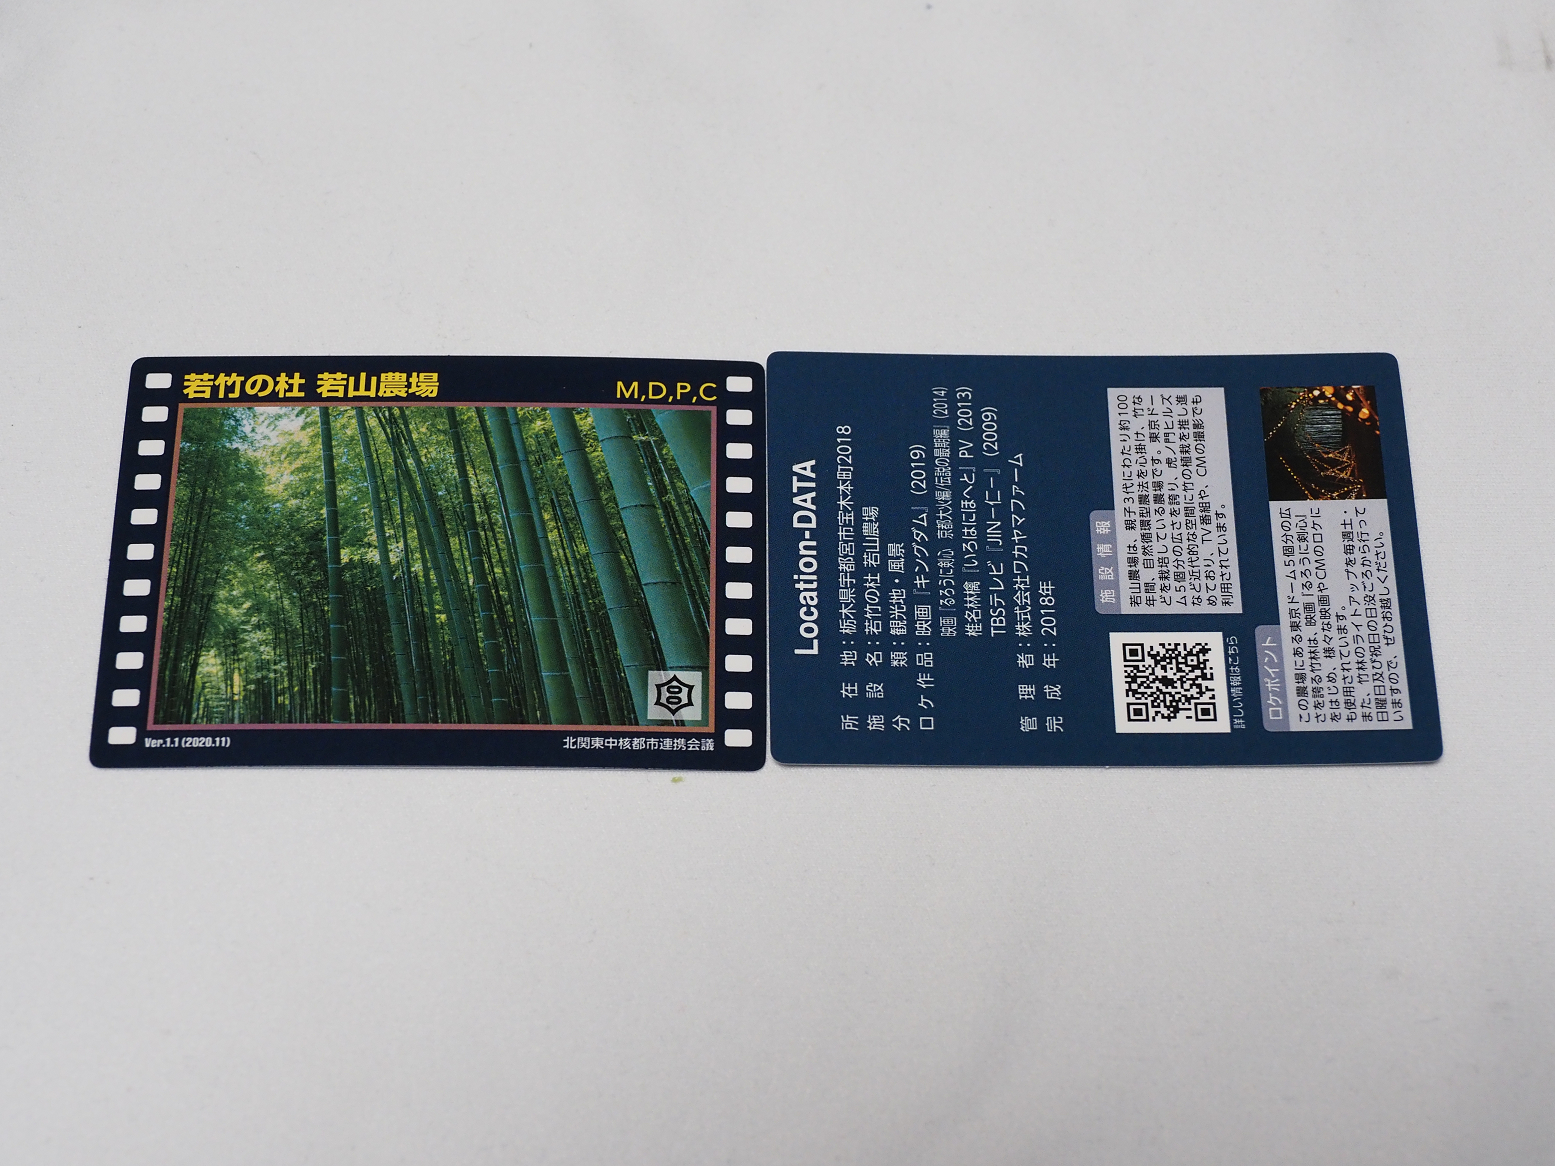 若竹の杜 若山農場
M,D,P,C
Ver.1.1 (2020.11)
北関東中核都市連携会議
Location-DATA
所在地：栃木県宇都宮市宝木本町2018
施設名：若竹の杜 若山農場
分類：観光地・風景
ロケ作品：映画『キングダム』(2019)
映画『るろうに剣心 京都大火編/伝説の最期編』(2014)
椎名林檎『いろはにほへと』PV (2013)
TBSテレビ『JIN－仁－』(2009)
管理者：株式会社ワカヤマファーム
完成年：2018年
詳しい情報はこちら
施設情報
若山農場は、親子３代にわたり約100
年間、自然循環型農法を心掛け、竹な
どを栽培している農場です。東京ドー
ム５個分の広さを誇り、虎ノ門ヒルズ
など近代的な空間に竹の植栽を推し進
めており、TV番組や、CMの撮影でも
利用されています。
ロケポイント
この農場にある東京ドーム５個分の広
さを誇る竹林は、映画『るろうに剣心』
をはじめ、様々な映画やCMのロケに
も使用されています。
また、竹林のライトアップを毎週土・
日曜日及び祝日の日没ごろから行って
いますので、ぜひお越しください。